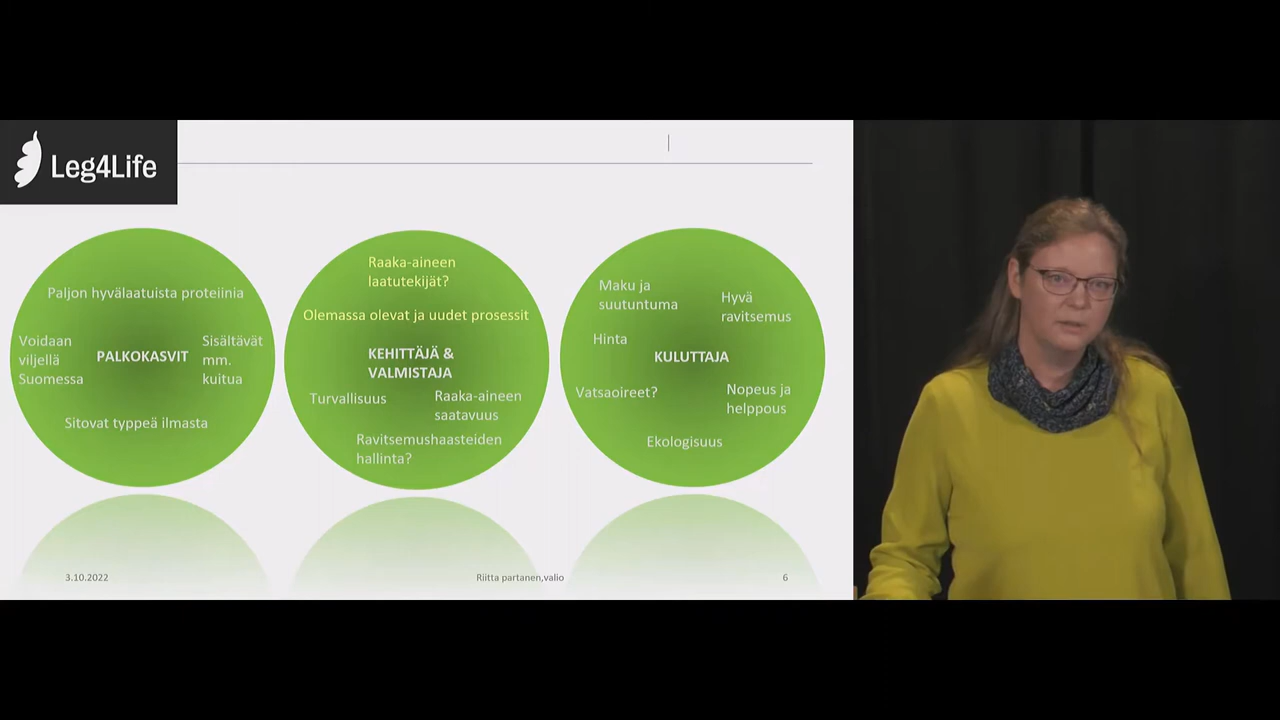 Leg4Life
Paljon hyvälaatuista proteiinia
Voidaan
viljellä
Suomessa
PALKOKASVIT
Sisältävät
mm.
kuitua
Sitovat typpeä ilmasta
Raaka-aineen
laatutekijät?
Olemassa olevat ja uudet prosessit
KEHITTÄJÄ &
VALMISTAJA
Turvallisuus
Raaka-aineen
saatavuus
Ravitsemushaasteiden
hallinta?
Maku ja
suutuntuma
Hyvä
ravitsemus
Hinta
KULUTTAJA
Vatsaoireet?
Nopeus ja
helppous
Ekologisuus
3.10.2022
Riitta partanen,valio
6